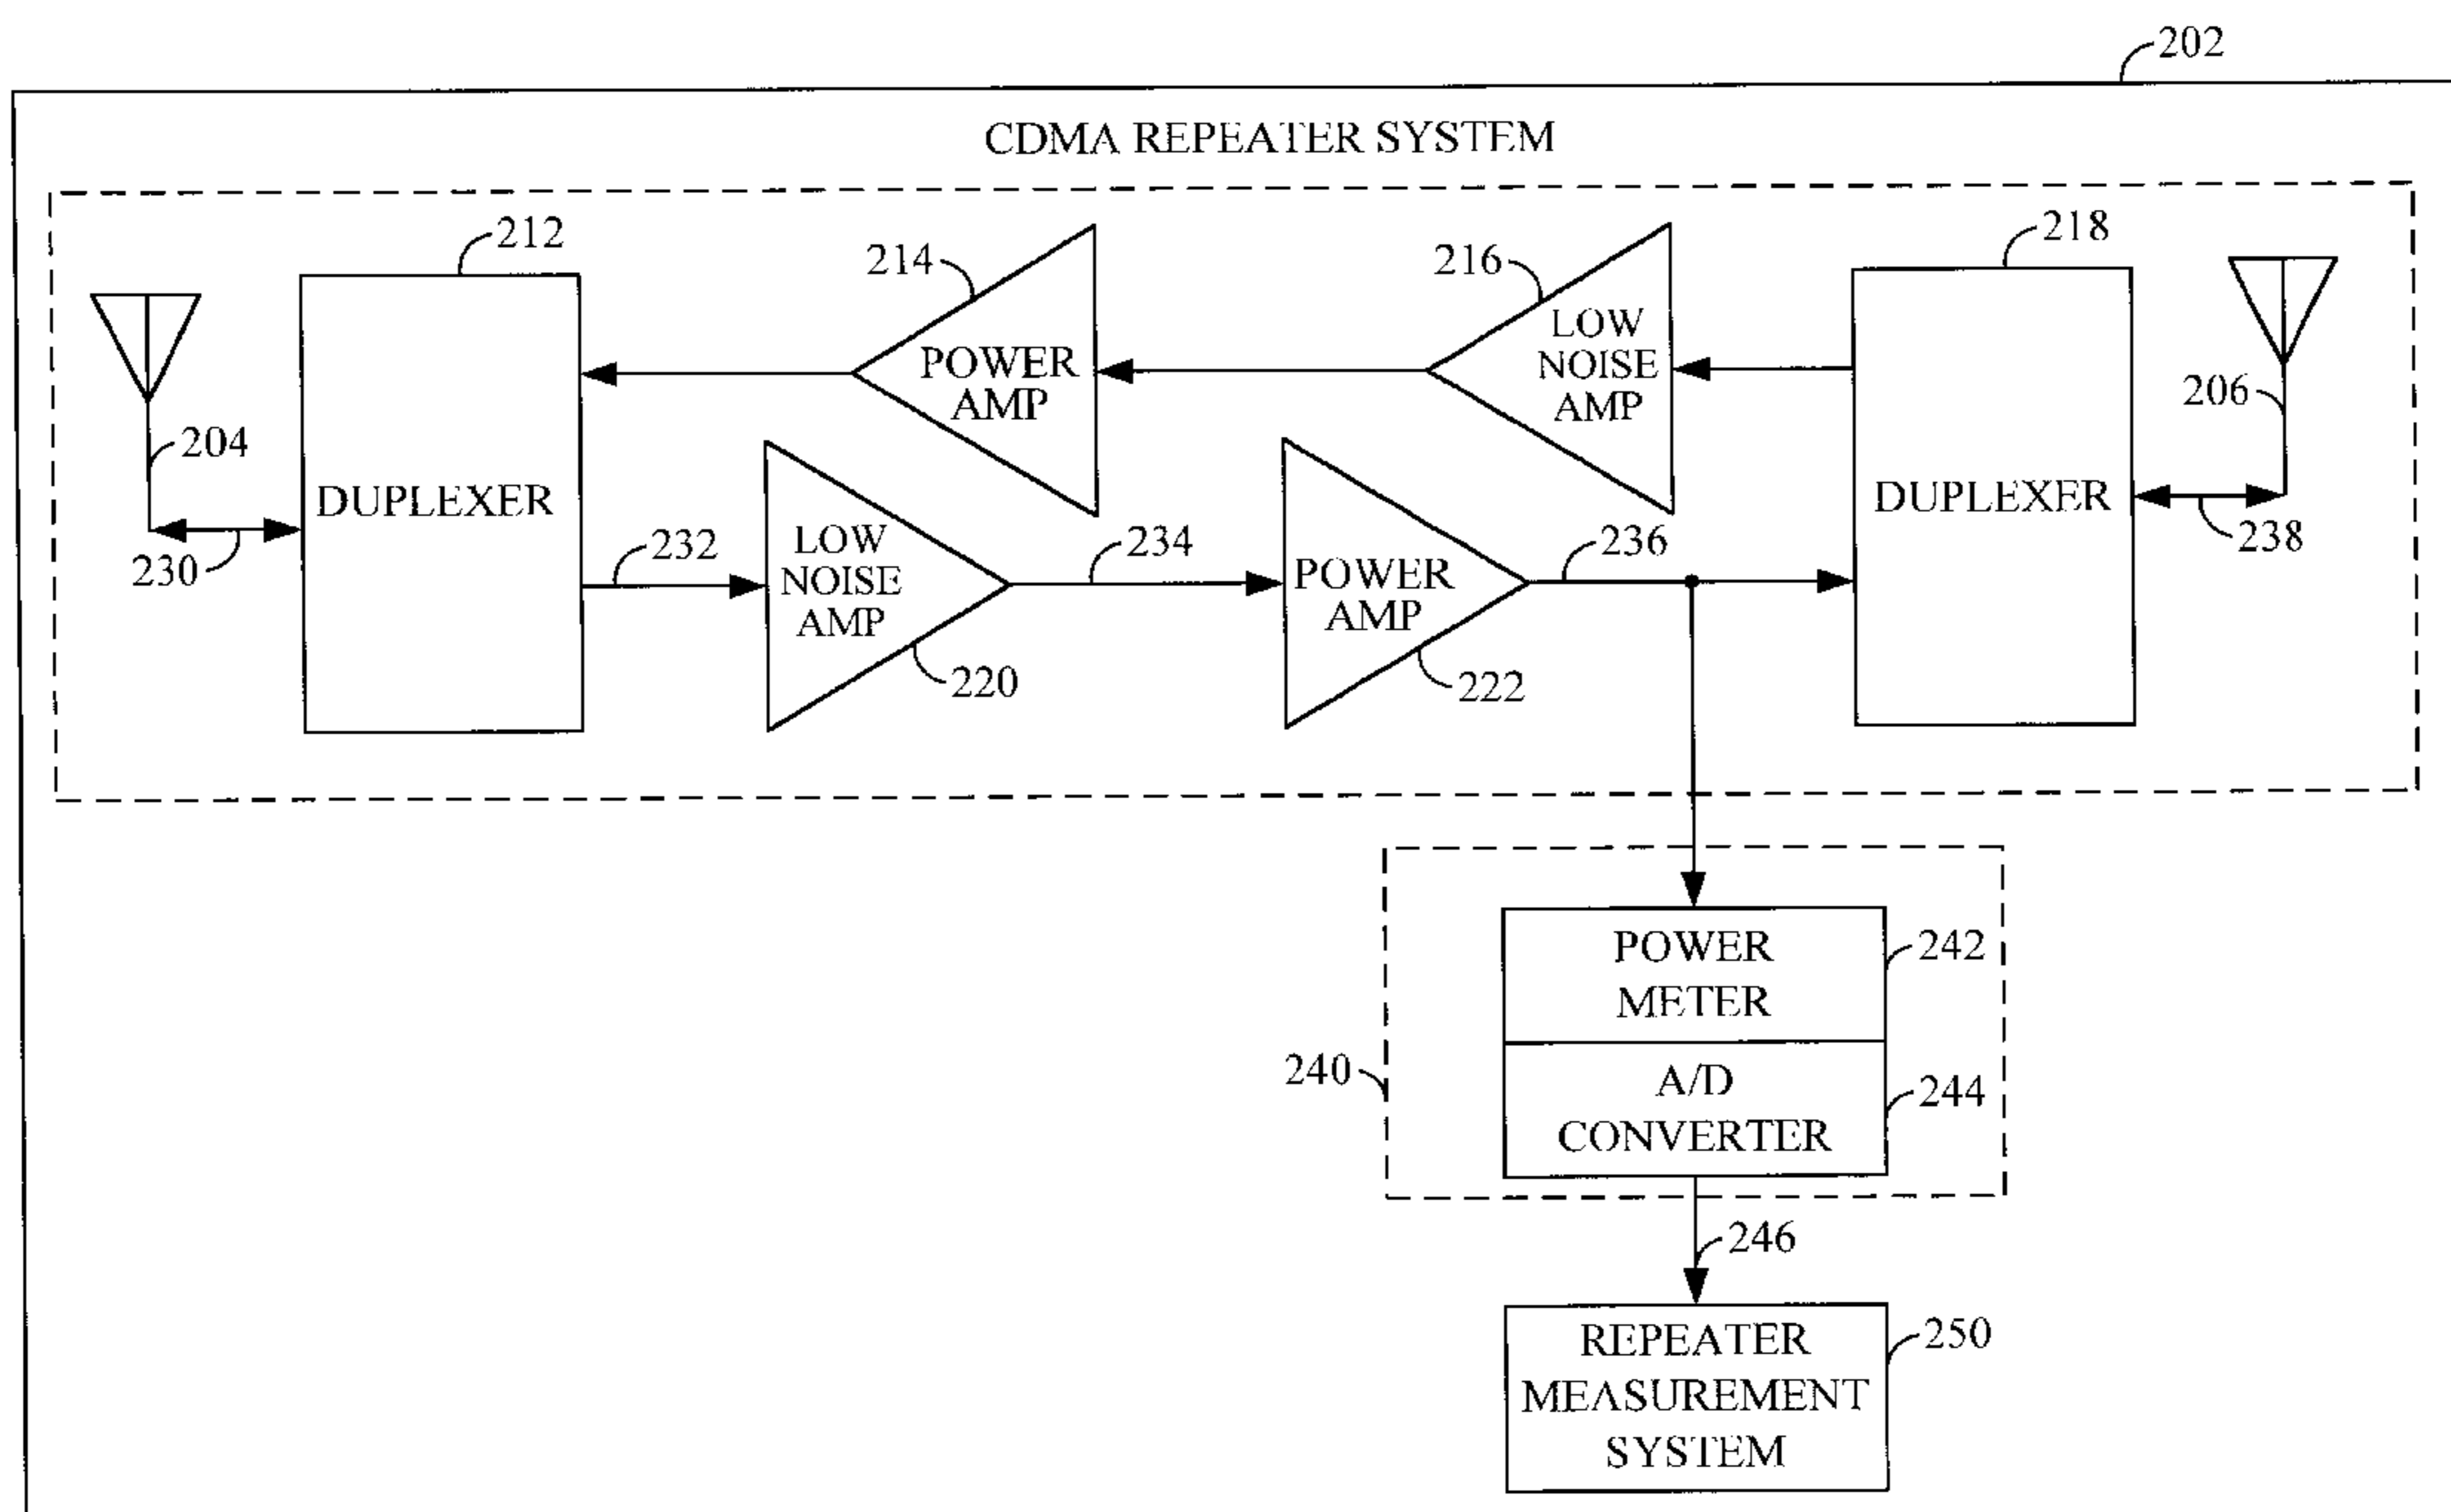 202
CDMA REPEATER SYSTEM
212
214
216
218
LOW
NOISE
AMP
POWER
AMP
206
204
DUPLEXER
DUPLEXER
230
232
LOW
NOISE
AMP
234
POWER
AMP
236
238
220
222
POWER
METER
242
240
A/D
CONVERTER
244
246
REPEATER
MEASUREMENT
SYSTEM
250